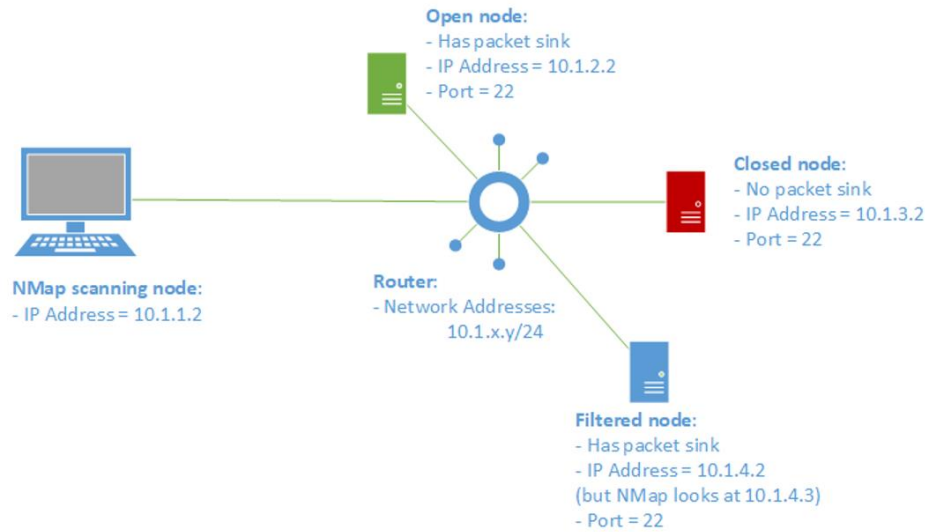 Open node:
- Has packet sink
- IP Address = 10.1.2.2
- Port = 22
Closed node:
- No packet sink
- IP Address = 10.1.3.2
- Port = 22
NMap scanning node:
- IP Address = 10.1.1.2
Router:
- Network Addresses:
10.1.x.y/24
Filtered node:
- Has packet sink
- IP Address = 10.1.4.2
(but NMap looks at 10.1.4.3)
- Port = 22